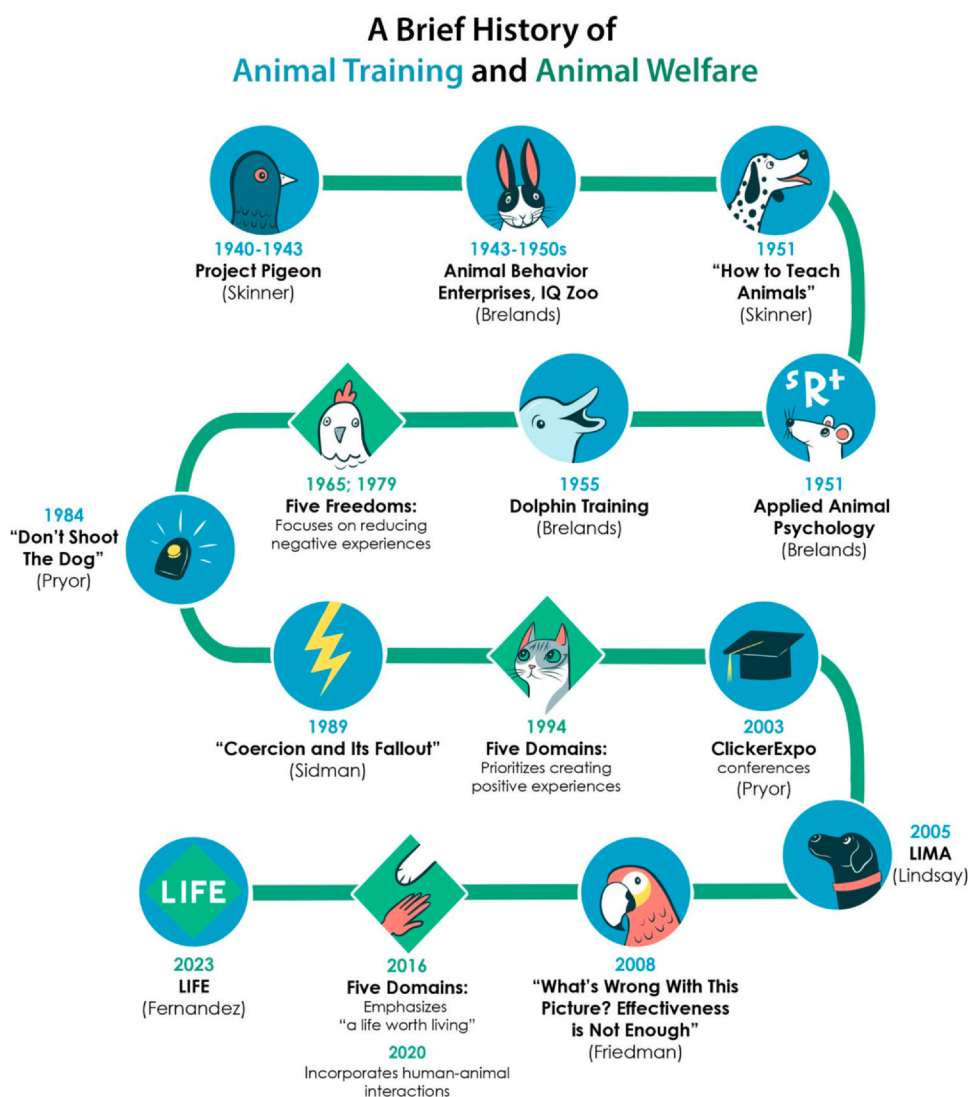 A Brief History of
Animal Training and Animal Welfare
1940-1943
Project Pigeon
(Skinner)
1943-1950s
Animal Behavior
Enterprises, IQ Zoo
(Brelands)
1951
“How to Teach
Animals”
(Skinner)
sR+
1951
Applied Animal
Psychology
(Brelands)
1955
Dolphin Training
(Brelands)
1965; 1979
Five Freedoms:
Focuses on reducing
negative experiences
1984
“Don’t Shoot
The Dog”
(Pryor)
1989
“Coercion and Its Fallout”
(Sidman)
1994
Five Domains:
Prioritizes creating
positive experiences
2003
ClickerExpo
conferences
(Pryor)
2005
LIMA
(Lindsay)
2008
“What’s Wrong With This
Picture? Effectiveness
is Not Enough”
(Friedman)
2016
Five Domains:
Emphasizes
“a life worth living”
2020
Incorporates human-animal
interactions
LIFE
2023
LIFE
(Fernandez)